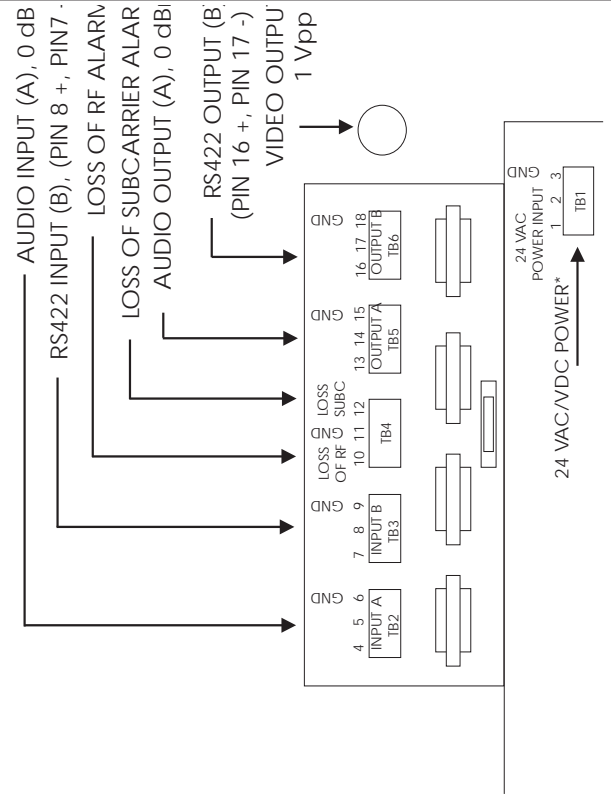 AUDIO INPUT (A), 0 dB
RS422 INPUT (B), (PIN 8 +, PIN7 -
LOSS OF RF ALARM
LOSS OF SUBCARRIER ALAR
AUDIO OUTPUT (A), 0 dB
RS422 OUTPUT (B
(PIN 16 +, PIN 17 -)
VIDEO OUTPU
1 Vpp
GND
4 5 6
INPUT A
TB2
GND
7 8 9
INPUT B
TB3
LOSS
OF RF
GND
LOSS
SUBC
10 11 12
TB4
GND
13 14 15
OUTPUT A
TB5
GND
16 17 18
OUTPUT B
TB6
24 VAC
POWER INPUT
GND
1 2 3
TB1
24 VAC/VDC POWER*